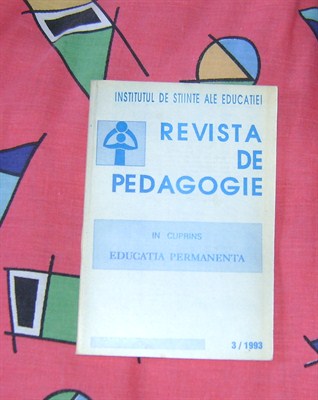 INSTITUTUL DE STIINTE ALE EDUCATIEI
REVISTA
DE
PEDAGOGIE
IN CUPRINS
EDUCATIA PERMANENTA
3 / 1993